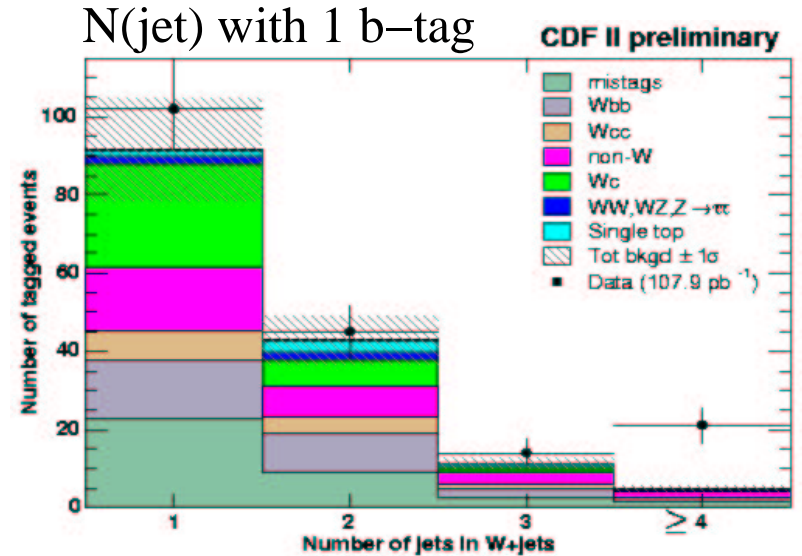 N(jet) with 1 b−tag
CDF II preliminary
mistags
Wbb
Wcc
non-W
Wc
WW,WZ,Z→ττ
Single top
Tot bkgd ± 1σ
Data (107.9 pb⁻¹)
Number of tagged events
100
80
60
40
20
0
1 2 3 ≥ 4
Number of jets in W+jets